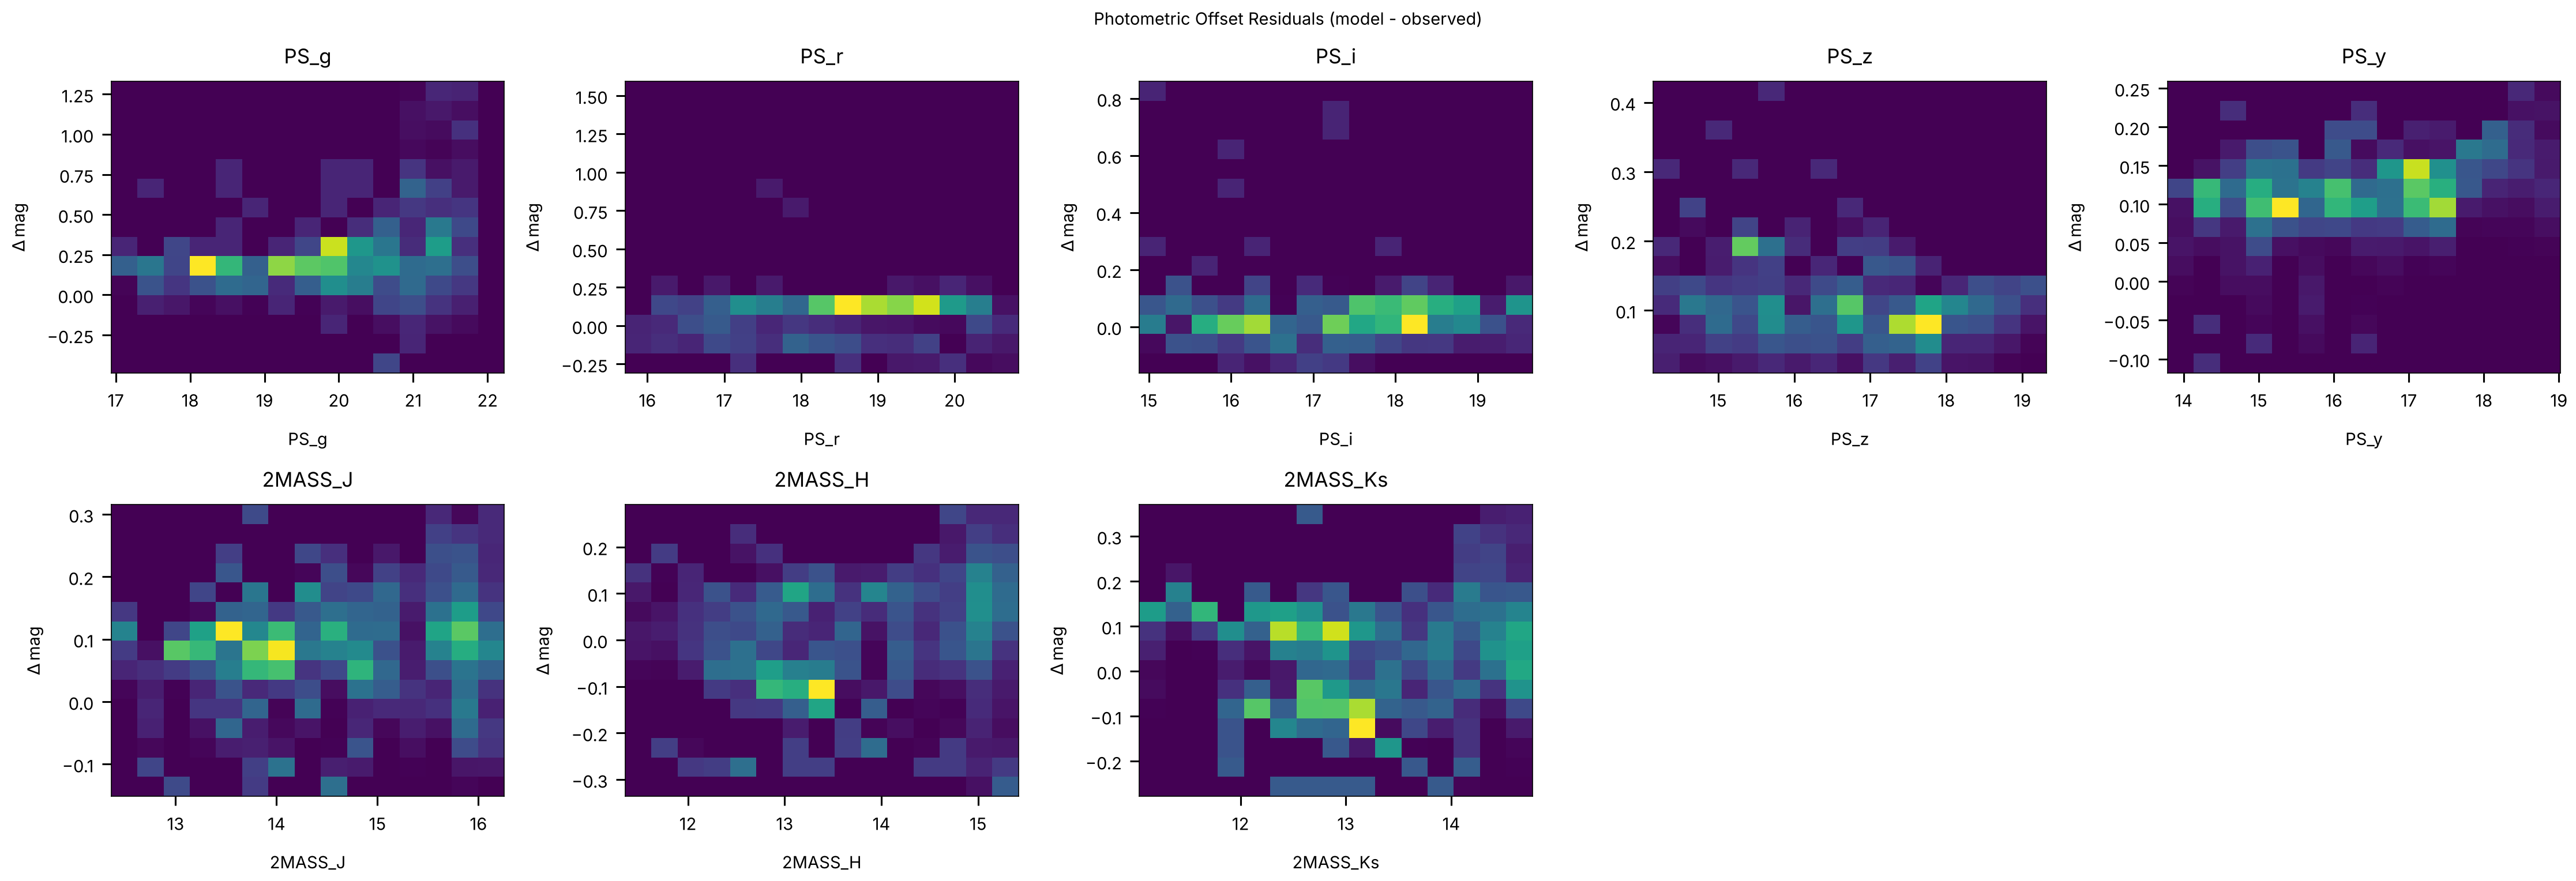 Photometric Offset Residuals (model - observed)
PS_g
PS_r
PS_i
PS_z
PS_y
1.25
1.00
0.75
0.50
0.25
0.00
−0.25
Δ mag
17 18 19 20 21 22
PS_g
1.50
1.25
1.00
0.75
0.50
0.25
0.00
−0.25
Δ mag
16 17 18 19 20
PS_r
0.8
0.6
0.4
0.2
0.0
Δ mag
15 16 17 18 19
PS_i
0.4
0.3
0.2
0.1
Δ mag
15 16 17 18 19
PS_z
0.25
0.20
0.15
0.10
0.05
0.00
−0.05
−0.10
Δ mag
14 15 16 17 18 19
PS_y
2MASS_J
2MASS_H
2MASS_Ks
0.3
0.2
0.1
0.0
−0.1
Δ mag
13 14 15 16
2MASS_J
0.2
0.1
0.0
−0.1
−0.2
−0.3
Δ mag
12 13 14 15
2MASS_H
0.3
0.2
0.1
0.0
−0.1
−0.2
Δ mag
12 13 14
2MASS_Ks